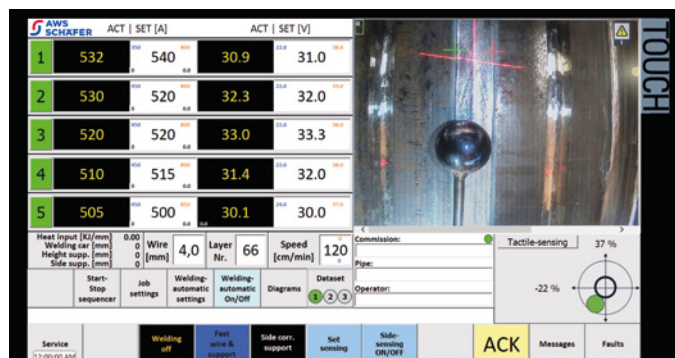 AWS SCHÄFER ACT | SET [A] ACT | SET [V]
TOUCH
1 532 540 30.9 31.0
2 530 520 32.3 32.0
3 520 520 33.0 33.3
4 510 515 31.4 32.0
5 505 500 30.1 30.0
Heat input [KJ/mm] 0.00
Welding car [mm] 0
Height supp. [mm] 0
Side supp. [mm] 0
Wire [mm] 4,0
Layer Nr. 66
Speed [cm/min] 120
Commission:
Pipe:
Operator:
Tactile-sensing 37 %
-22 %
Start-Stop sequencer
Job settings
Welding-automatic settings
Welding-automatic On/Off
Diagrams
Dataset
1 2 3
Service
12:00:00 AM
Welding off
Fast wire & support
Side corr. support
Set sensing
Side-sensing ON/OFF
ACK
Messages
Faults